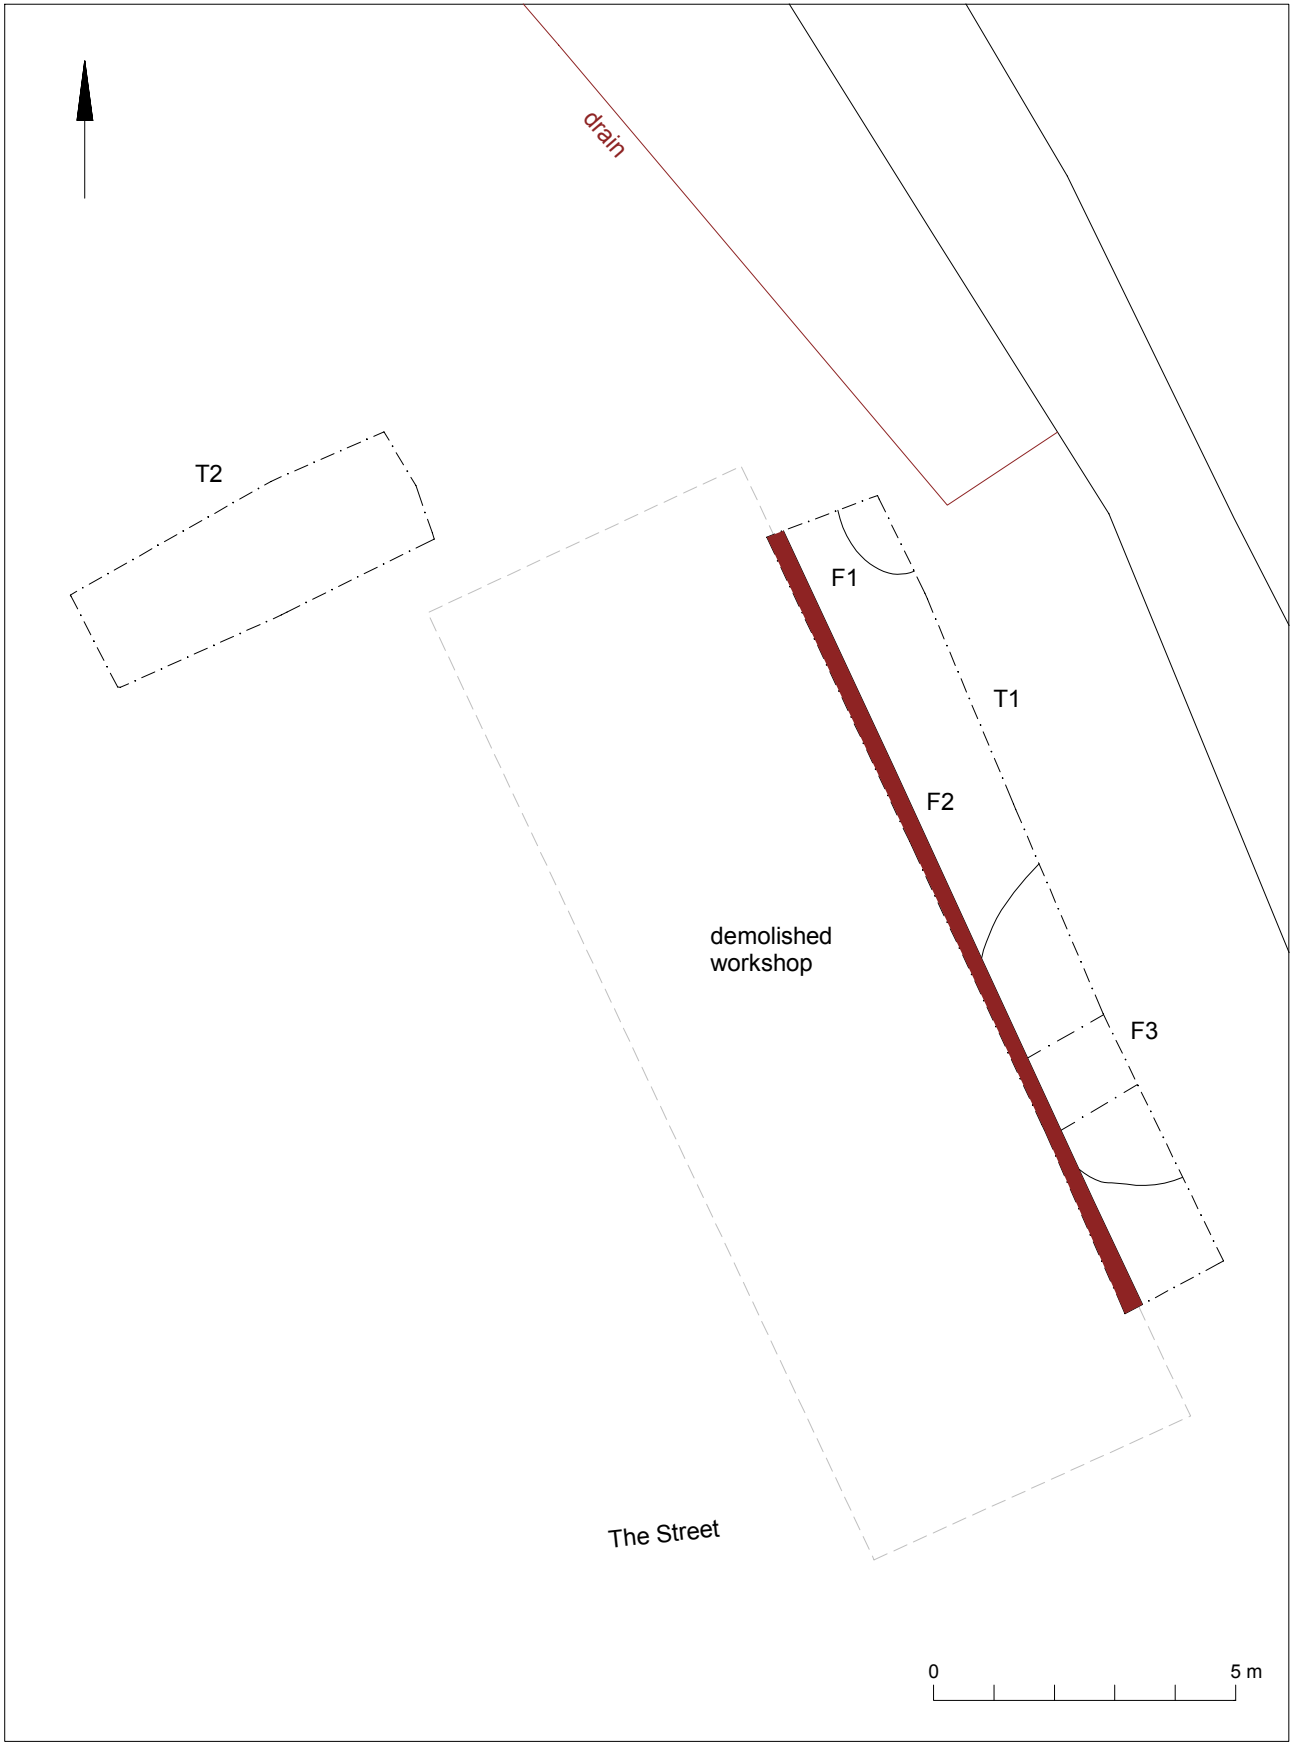 drain
T2
F1
T1
F2
demolished
workshop
F3
The Street
0 5 m